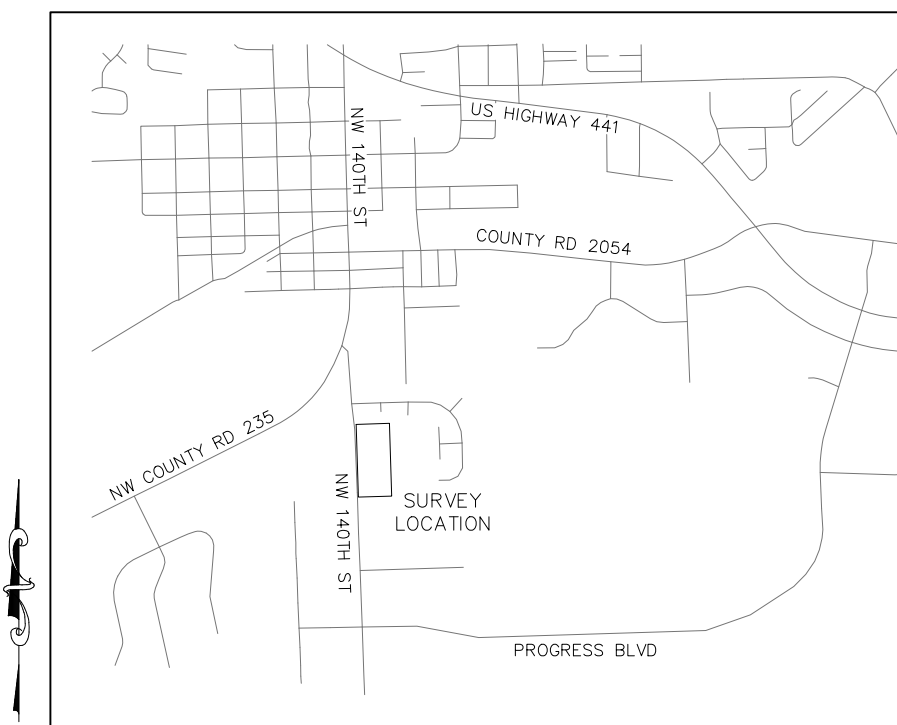 US HIGHWAY 441
NW 140TH ST
COUNTY RD 2054
NW COUNTY RD 235
NW 140TH ST
SURVEY
LOCATION
PROGRESS BLVD